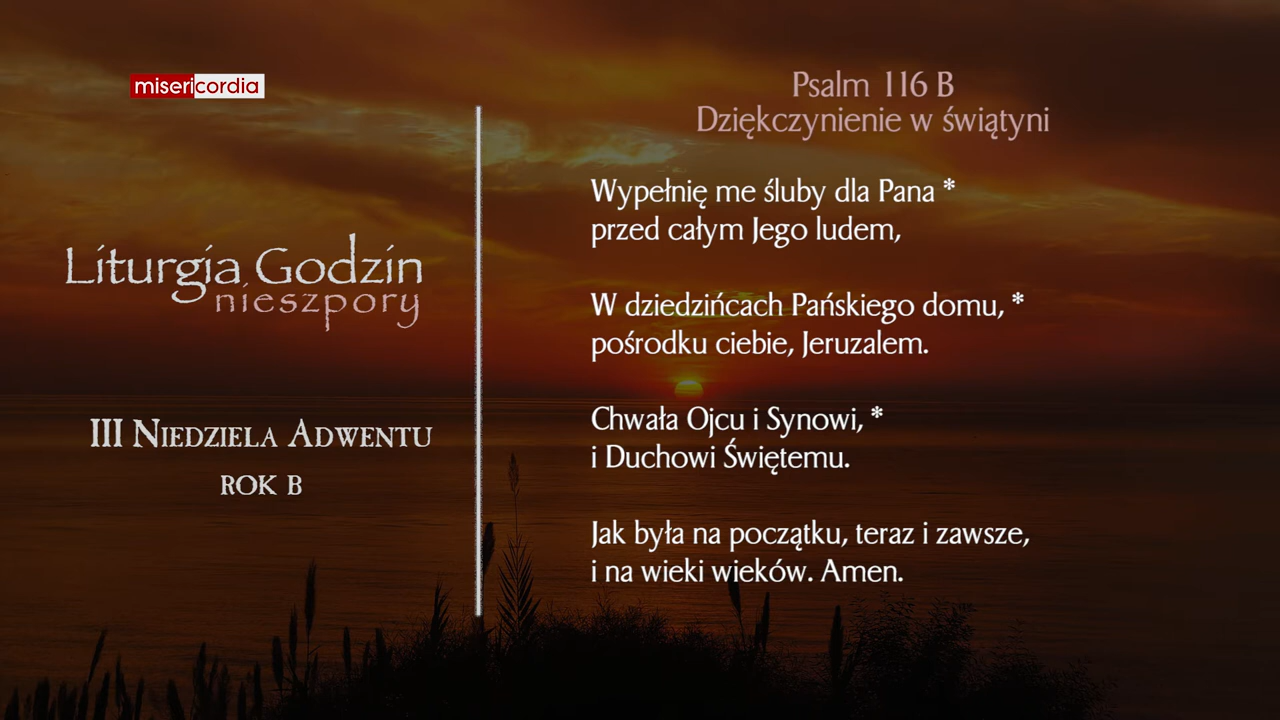 misericordia
Liturgia Godzin
nieszpory
III Niedziela Adwentu
rok B
Psalm 116 B
Dziękczynienie w świątyni
Wypełnię me śluby dla Pana *
przed całym Jego ludem,
W dziedzińcach Pańskiego domu, *
pośrodku ciebie, Jeruzalem.
Chwała Ojcu i Synowi, *
i Duchowi Świętemu.
Jak była na początku, teraz i zawsze,
i na wieki wieków. Amen.